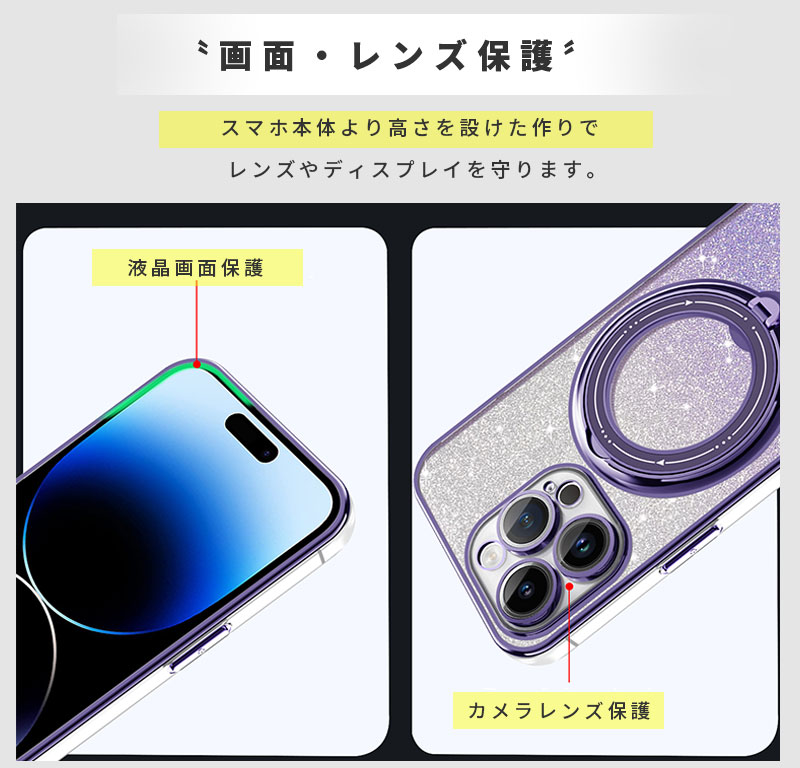 〝画面・レンズ保護〞
スマホ本体より高さを設けた作りで
レンズやディスプレイを守ります。
液晶画面保護
カメラレンズ保護